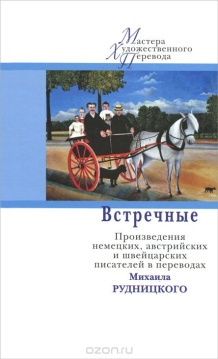 Мастера
Художественного
Перевода
Встречные
Произведения
немецких, австрийских
и швейцарских
писателей в переводах
Михаила
РУДНИЦКОГО
ozon.ru